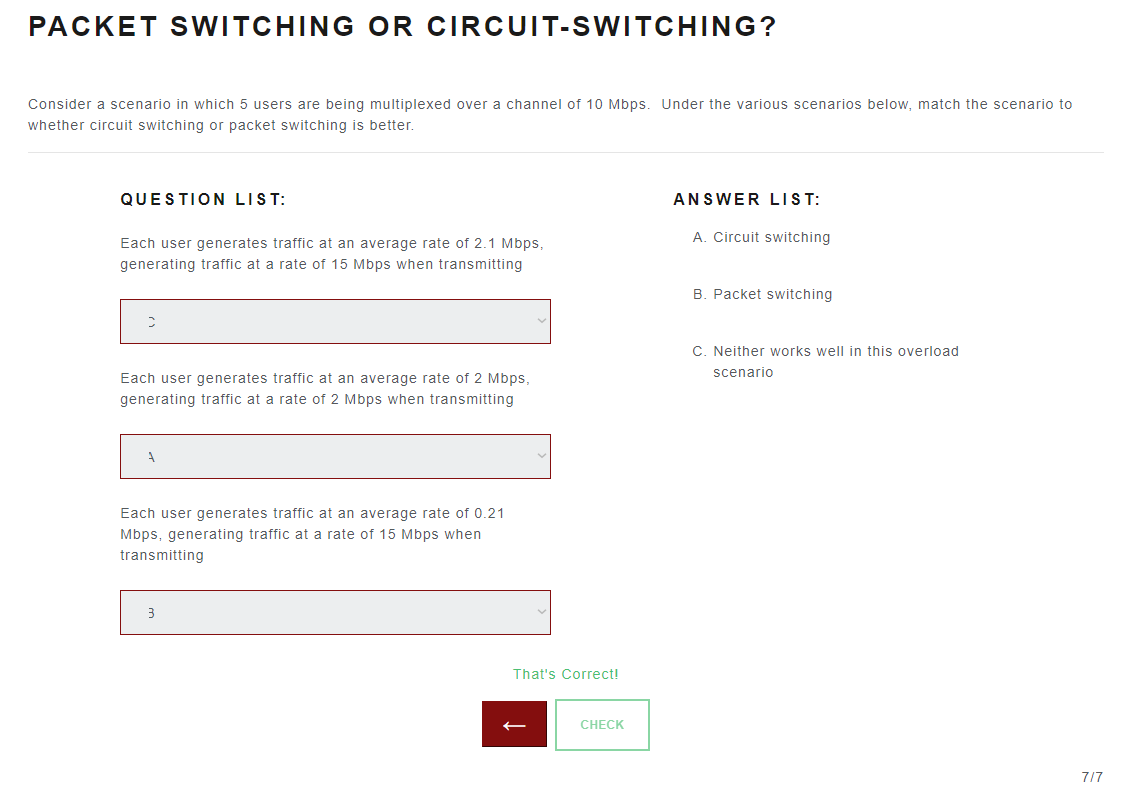 PACKET SWITCHING OR CIRCUIT-SWITCHING?
Consider a scenario in which 5 users are being multiplexed over a channel of 10 Mbps.  Under the various scenarios below, match the scenario to
whether circuit switching or packet switching is better.
QUESTION LIST:
Each user generates traffic at an average rate of 2.1 Mbps,
generating traffic at a rate of 15 Mbps when transmitting
C
Each user generates traffic at an average rate of 2 Mbps,
generating traffic at a rate of 2 Mbps when transmitting
A
Each user generates traffic at an average rate of 0.21
Mbps, generating traffic at a rate of 15 Mbps when
transmitting
B
ANSWER LIST:
A. Circuit switching
B. Packet switching
C. Neither works well in this overload
scenario
That's Correct!
CHECK
7/7